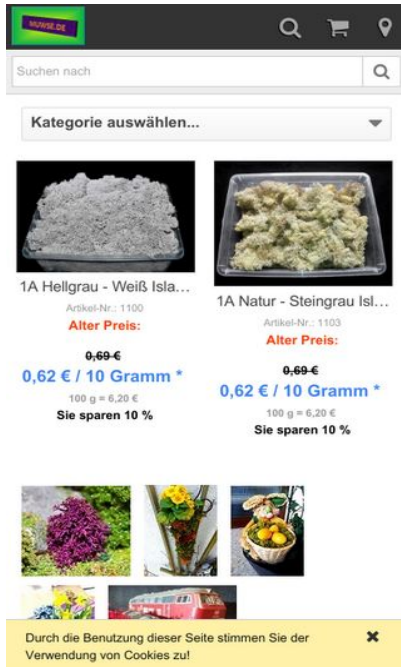 MUWSE.DE
Suchen nach
Kategorie auswählen...
1A Hellgrau - Weiß Isla...
Artikel-Nr.: 1100
Alter Preis:
0,69 €
0,62 € / 10 Gramm *
100 g = 6,20 €
Sie sparen 10 %
1A Natur - Steingrau Isl...
Artikel-Nr.: 1103
Alter Preis:
0,69 €
0,62 € / 10 Gramm *
100 g = 6,20 €
Sie sparen 10 %
Durch die Benutzung dieser Seite stimmen Sie der
Verwendung von Cookies zu!